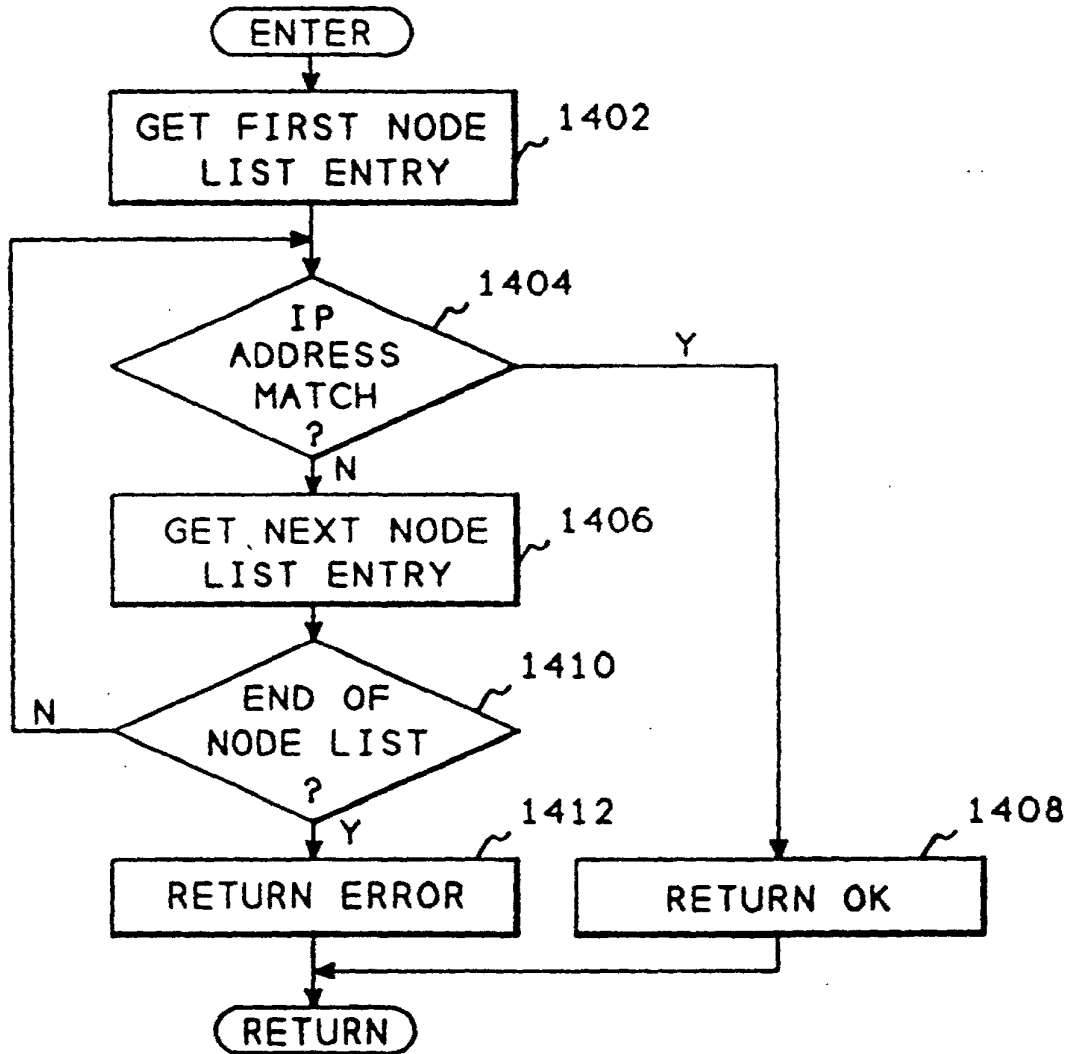 ENTER
GET FIRST NODE
LIST ENTRY
1402
1404
IP
ADDRESS
MATCH
?
Y
N
GET NEXT NODE
LIST ENTRY
1406
1410
END OF
NODE LIST
?
N
Y
1412
RETURN ERROR
1408
RETURN OK
RETURN